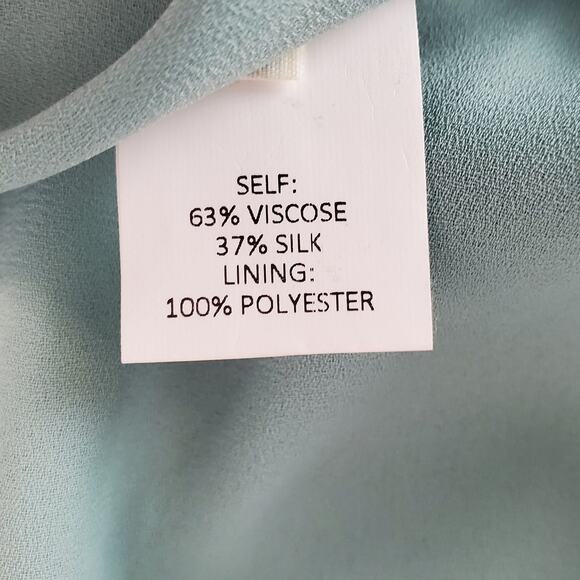 SELF:
63% VISCOSE
37% SILK
LINING:
100% POLYESTER